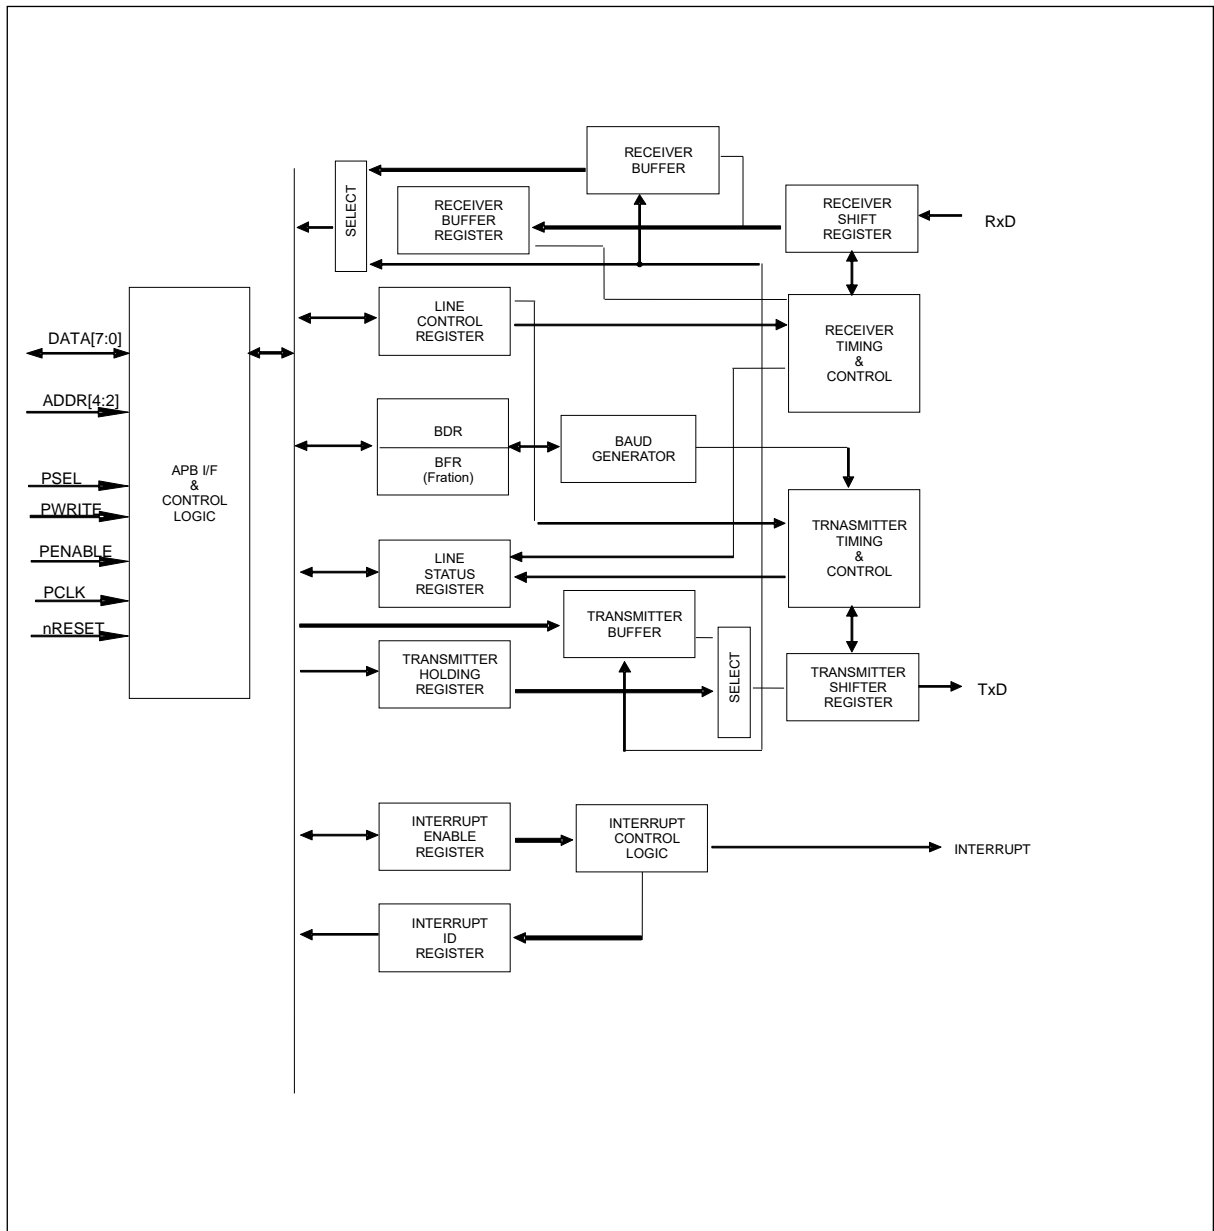 RECEIVER
BUFFER
SELECT
RECEIVER
BUFFER
REGISTER
RECEIVER
SHIFT
REGISTER
RxD
LINE
CONTROL
REGISTER
RECEIVER
TIMING
&
CONTROL
DATA[7:0]
ADDR[4:2]
PSEL
PWRITE
PENABLE
PCLK
nRESET
APB I/F
&
CONTROL
LOGIC
BDR
BFR
(Fration)
BAUD
GENERATOR
TRNASMITTER
TIMING
&
CONTROL
LINE
STATUS
REGISTER
TRANSMITTER
BUFFER
TRANSMITTER
HOLDING
REGISTER
SELECT
TRANSMITTER
SHIFTER
REGISTER
TxD
INTERRUPT
ENABLE
REGISTER
INTERRUPT
CONTROL
LOGIC
INTERRUPT
INTERRUPT
ID
REGISTER